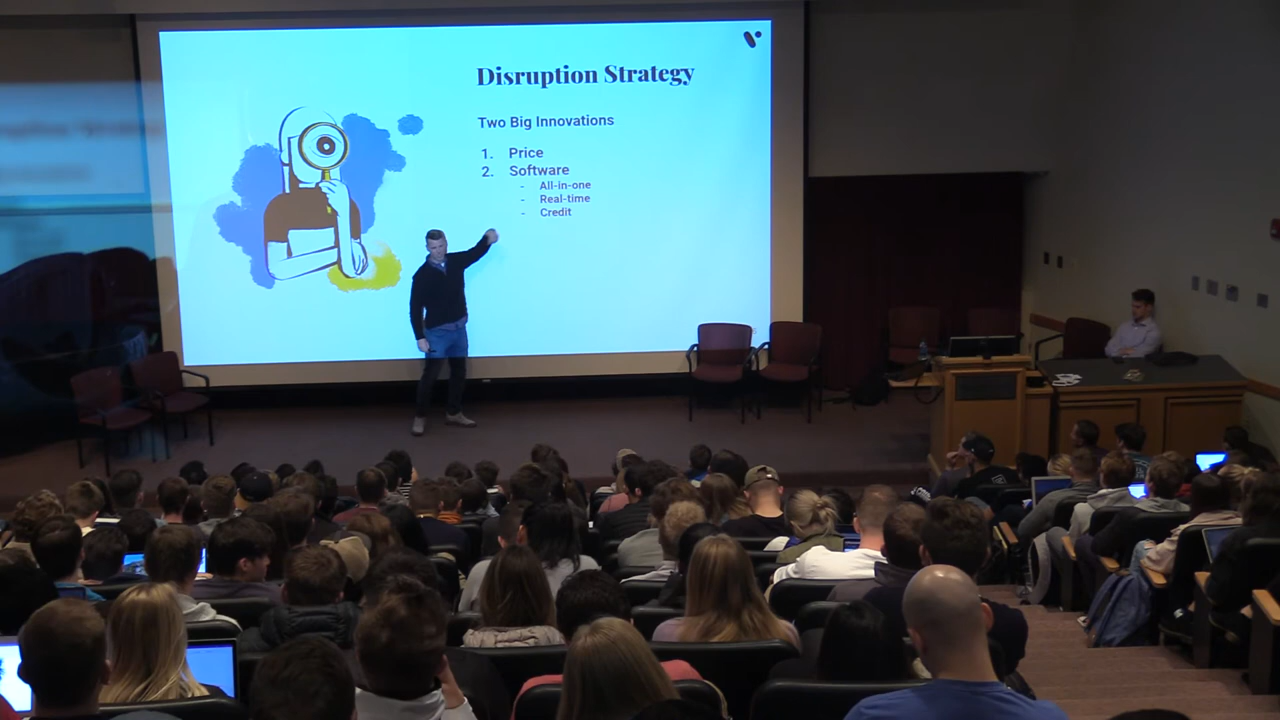 Disruption Strategy
Two Big Innovations
1. Price
2. Software
- All-in-one
- Real-time
- Credit